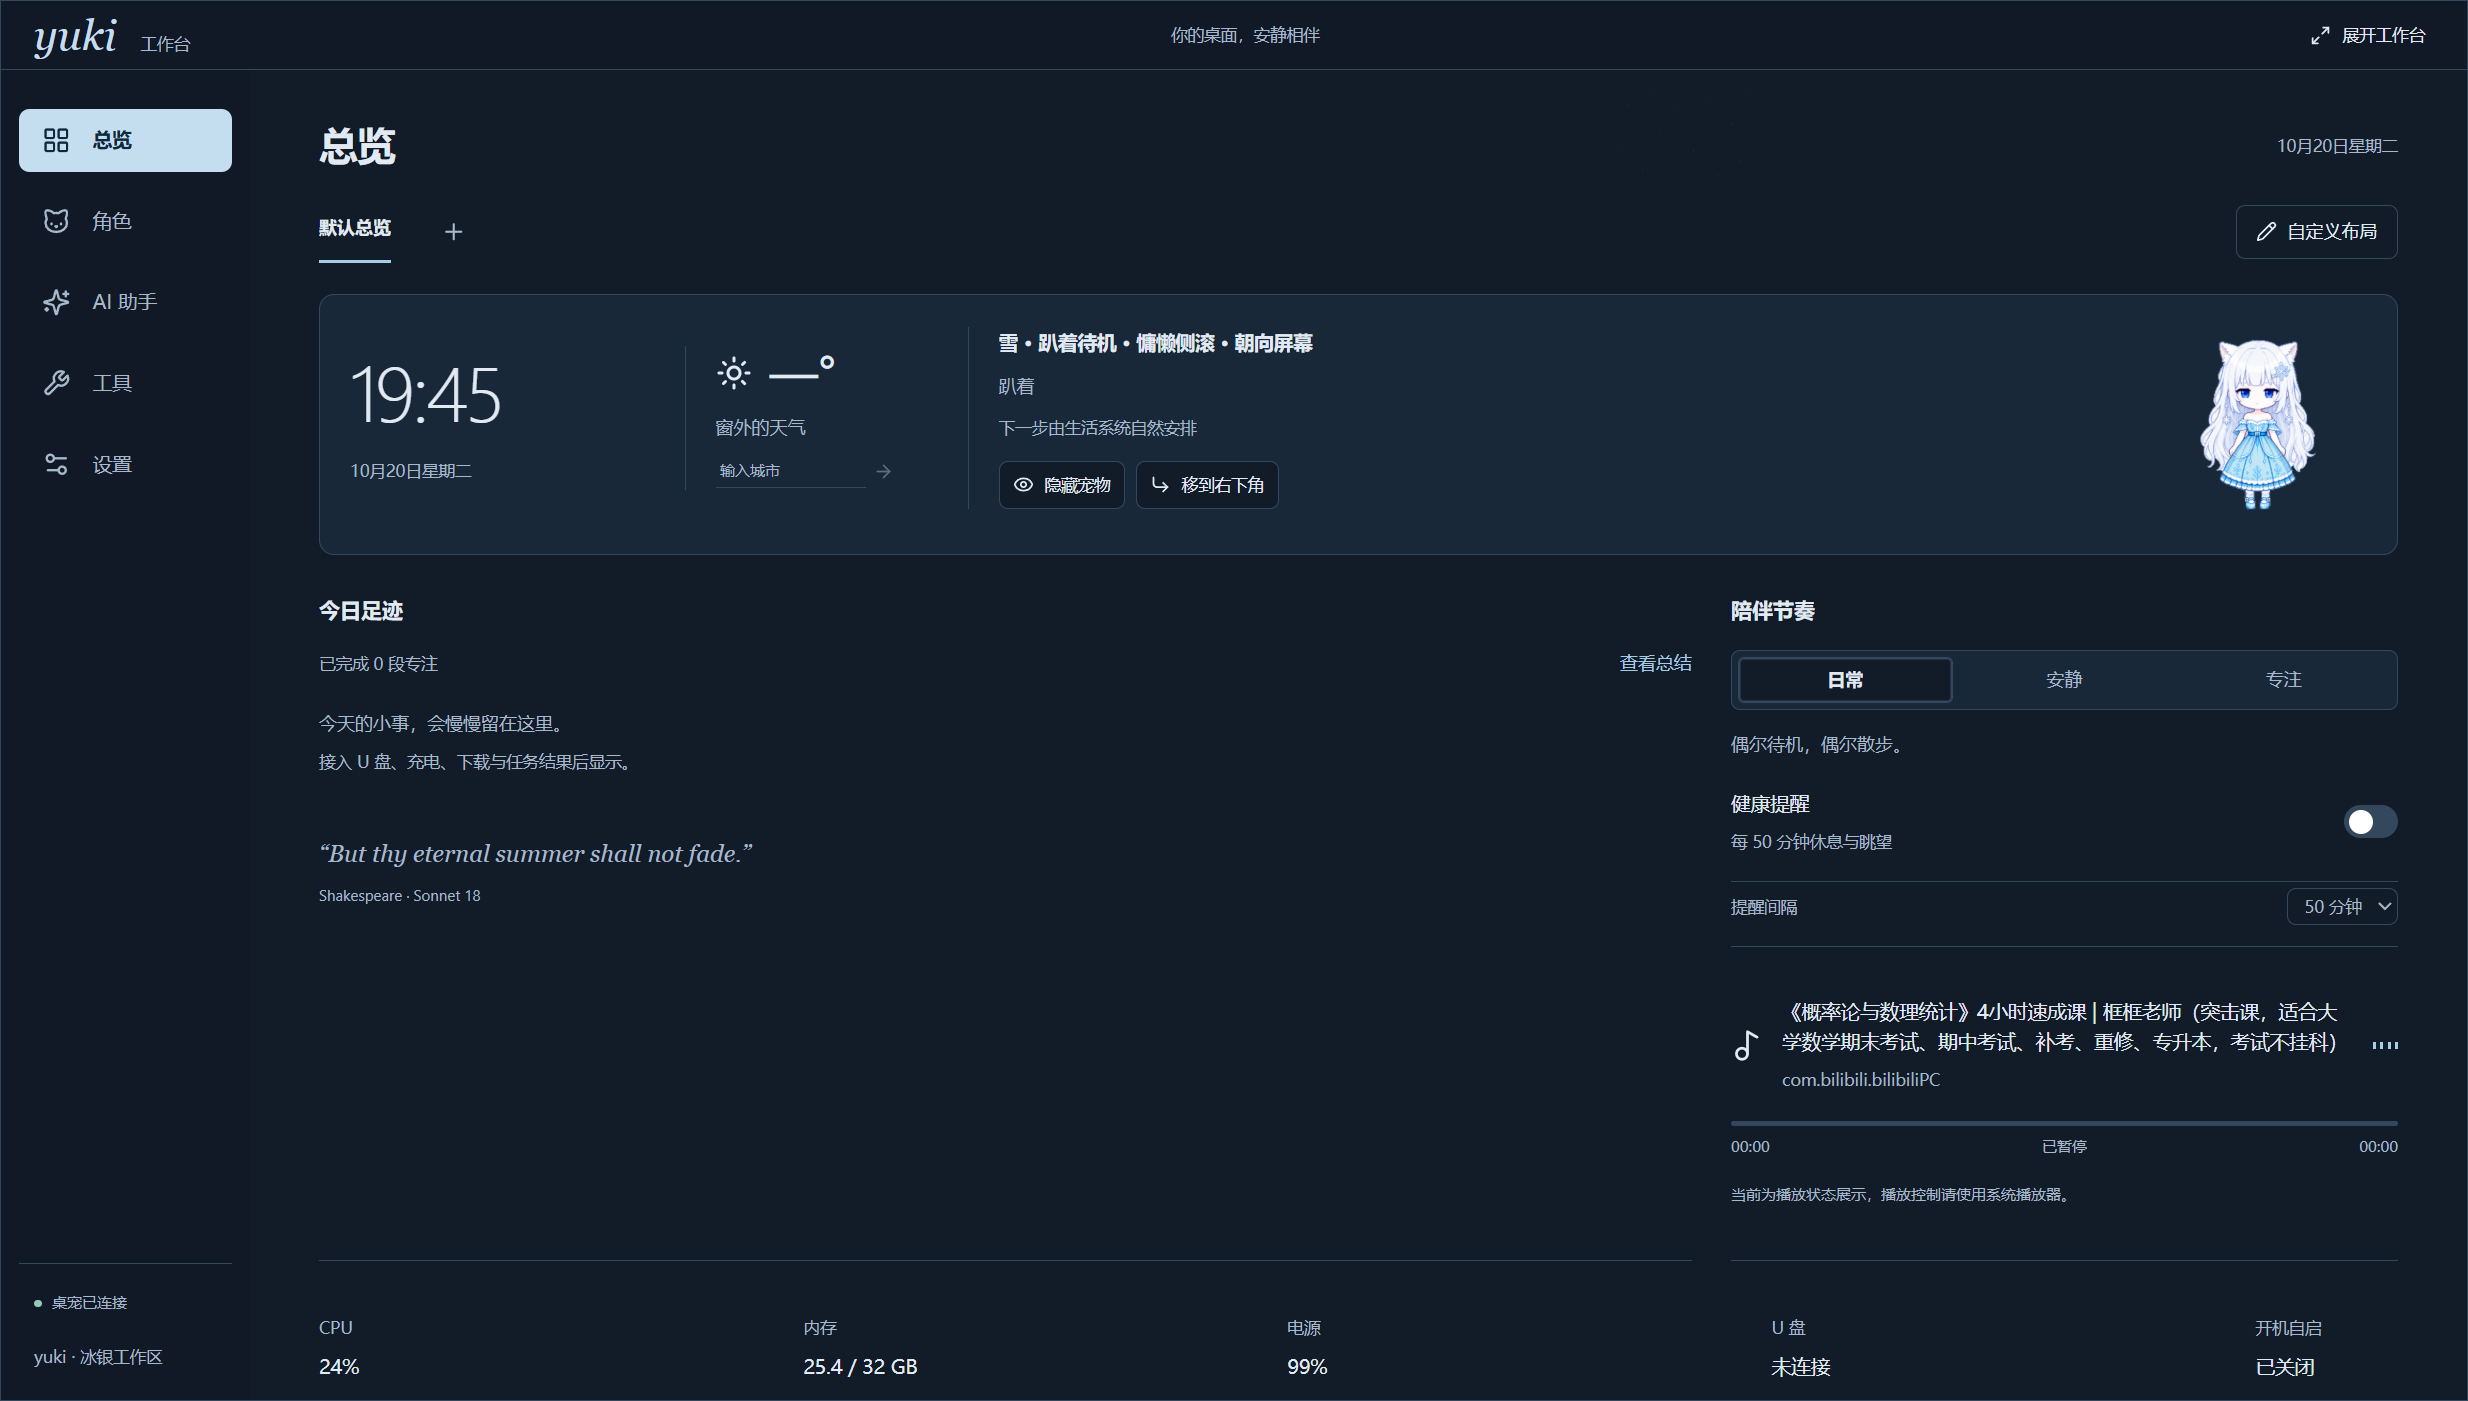 yuki 工作台
你的桌面，安静相伴
展开工作台
总览
角色
AI 助手
工具
设置
总览
10月20日星期二
默认总览
自定义布局
19:45
10月20日星期二
—°
窗外的天气
输入城市
雪·趴着待机·慵懒侧滚·朝向屏幕
趴着
下一步由生活系统自然安排
隐藏宠物
移到右下角
今日足迹
已完成 0 段专注
查看总结
今天的小事，会慢慢留在这里。
接入 U 盘、充电、下载与任务结果后显示。
“But thy eternal summer shall not fade.”
Shakespeare · Sonnet 18
陪伴节奏
日常
安静
专注
偶尔待机，偶尔散步。
健康提醒
每 50 分钟休息与眺望
提醒间隔
50 分钟
《概率论与数理统计》4小时速成课 | 框框老师（突击课，适合大
学数学期末考试、期中考试、补考、重修、专升本，考试不挂科）
com.bilibili.bilibiliPC
00:00
已暂停
00:00
当前为播放状态展示，播放控制请使用系统播放器。
桌宠已连接
yuki · 冰银工作区
CPU
24%
内存
25.4 / 32 GB
电源
99%
U 盘
未连接
开机自启
已关闭